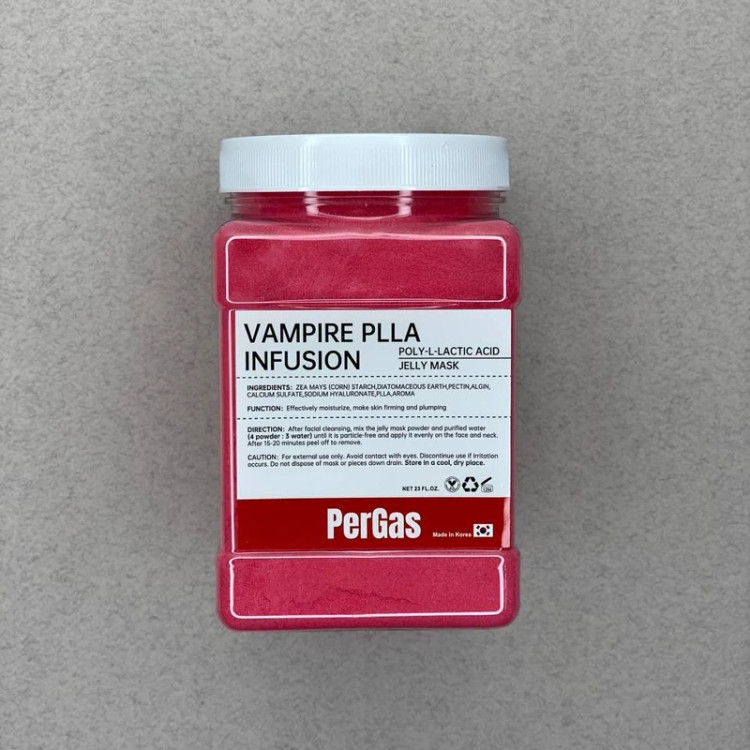 VAMPIRE PLLA
INFUSION
POLY-L-LACTIC ACID
JELLY MASK
INGREDIENTS: ZEA MAYS (CORN) STARCH,DIATOMACEOUS EARTH,PECTIN,ALGIN,
CALCIUM SULFATE,SODIUM HYALURONATE,PLLA,AROMA
FUNCTION: Effectively moisturize, make skin firming and plumping
DIRECTION: After facial cleansing, mix the jelly mask powder and purified water
(4 powder : 3 water) until it is particle-free and apply it evenly on the face and neck.
After 15-20 minutes peel off to remove.
CAUTION: For external use only. Avoid contact with eyes. Discontinue use if irritation
occurs. Do not dispose of mask or pieces down drain. Store in a cool, dry place.
NET 23 FL.OZ.
PerGas
Made In Korea